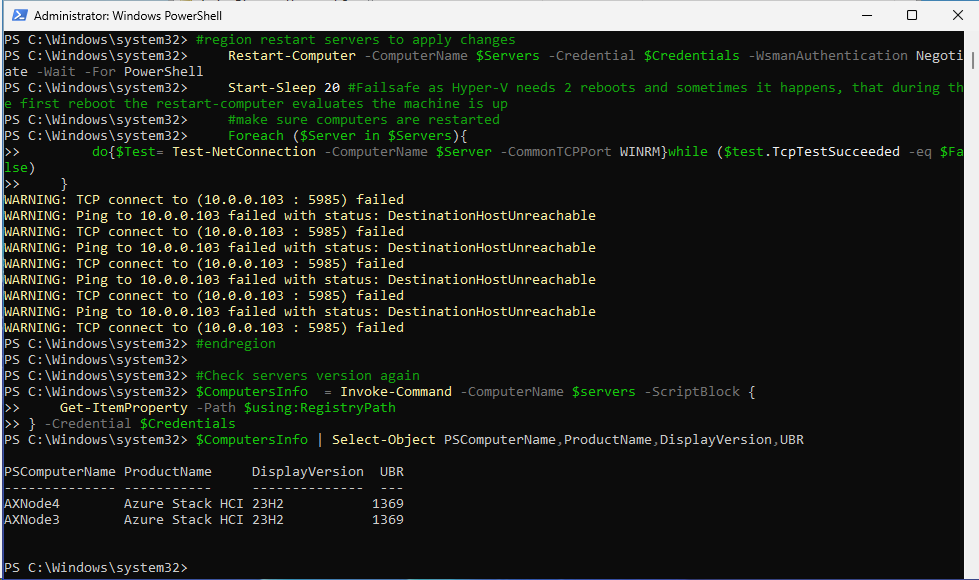 Administrator: Windows PowerShell
PS C:\Windows\system32> #region restart servers to apply changes
PS C:\Windows\system32>     Restart-Computer -ComputerName $Servers -Credential $Credentials -WsmanAuthentication Negoti
ate -Wait -For PowerShell
PS C:\Windows\system32>     Start-Sleep 20 #Failsafe as Hyper-V needs 2 reboots and sometimes it happens, that during th
e first reboot the restart-computer evaluates the machine is up
PS C:\Windows\system32>     #make sure computers are restarted
PS C:\Windows\system32>     Foreach ($Server in $Servers){
>>         do{$Test= Test-NetConnection -ComputerName $Server -CommonTCPPort WINRM}while ($test.TcpTestSucceeded -eq $Fa
lse)
>>     }
WARNING: TCP connect to (10.0.0.103 : 5985) failed
WARNING: Ping to 10.0.0.103 failed with status: DestinationHostUnreachable
WARNING: TCP connect to (10.0.0.103 : 5985) failed
WARNING: Ping to 10.0.0.103 failed with status: DestinationHostUnreachable
WARNING: TCP connect to (10.0.0.103 : 5985) failed
WARNING: Ping to 10.0.0.103 failed with status: DestinationHostUnreachable
WARNING: TCP connect to (10.0.0.103 : 5985) failed
WARNING: Ping to 10.0.0.103 failed with status: DestinationHostUnreachable
WARNING: TCP connect to (10.0.0.103 : 5985) failed
PS C:\Windows\system32> #endregion
PS C:\Windows\system32>
PS C:\Windows\system32> #Check servers version again
PS C:\Windows\system32> $ComputersInfo  = Invoke-Command -ComputerName $servers -ScriptBlock {
>>     Get-ItemProperty -Path $using:RegistryPath
>> } -Credential $Credentials
PS C:\Windows\system32> $ComputersInfo | Select-Object PSComputerName,ProductName,DisplayVersion,UBR
PSComputerName ProductName     DisplayVersion  UBR
-------------- -----------     --------------  ---
AXNode4        Azure Stack HCI 23H2           1369
AXNode3        Azure Stack HCI 23H2           1369
PS C:\Windows\system32>